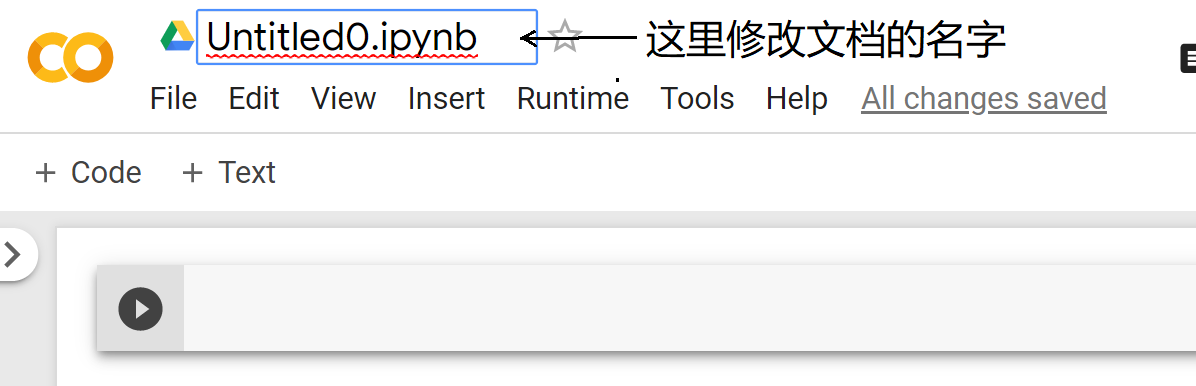 Untitled0.ipynb 这里修改文档的名字
File Edit View Insert Runtime Tools Help All changes saved
+ Code + Text